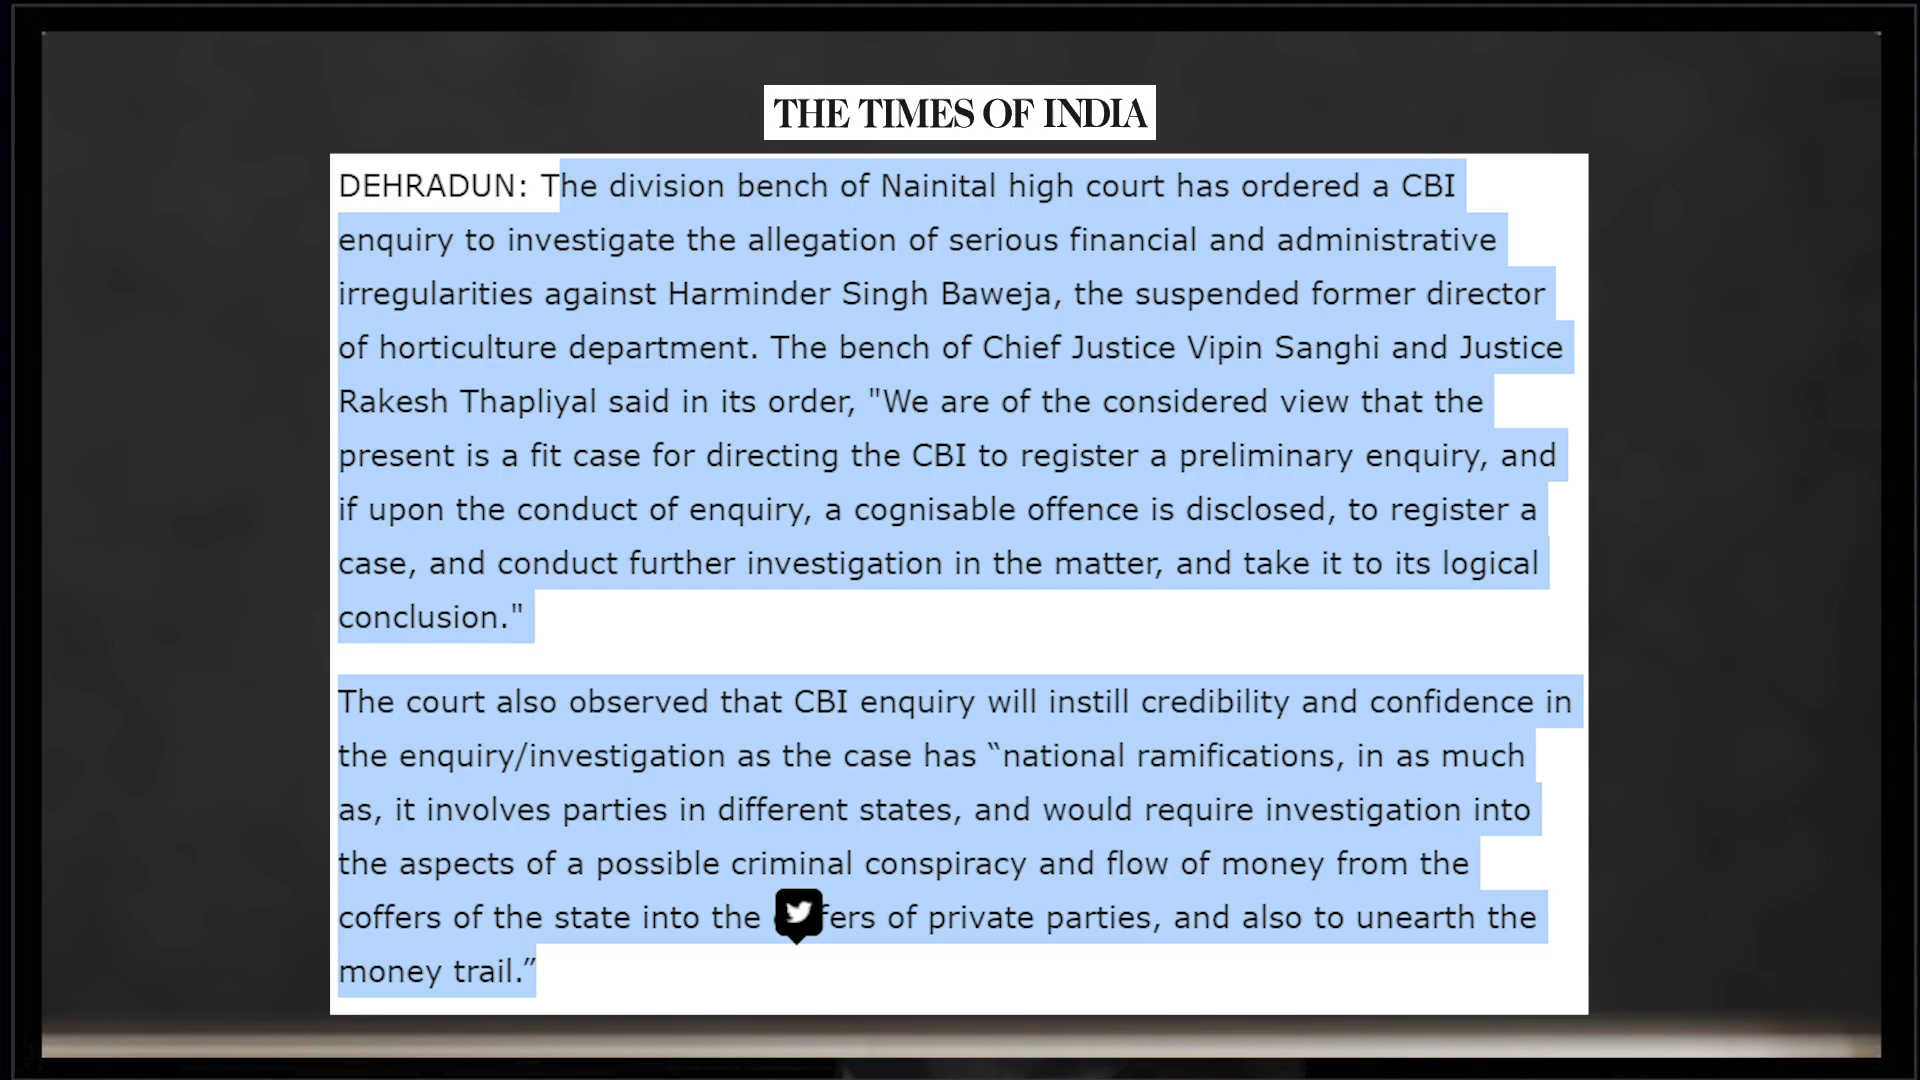 THE TIMES OF INDIA
DEHRADUN: The division bench of Nainital high court has ordered a CBI
enquiry to investigate the allegation of serious financial and administrative
irregularities against Harminder Singh Baweja, the suspended former director
of horticulture department. The bench of Chief Justice Vipin Sanghi and Justice
Rakesh Thapliyal said in its order, "We are of the considered view that the
present is a fit case for directing the CBI to register a preliminary enquiry, and
if upon the conduct of enquiry, a cognisable offence is disclosed, to register a
case, and conduct further investigation in the matter, and take it to its logical
conclusion."
The court also observed that CBI enquiry will instill credibility and confidence in
the enquiry/investigation as the case has “national ramifications, in as much
as, it involves parties in different states, and would require investigation into
the aspects of a possible criminal conspiracy and flow of money from the
coffers of the state into the fers of private parties, and also to unearth the
money trail.”